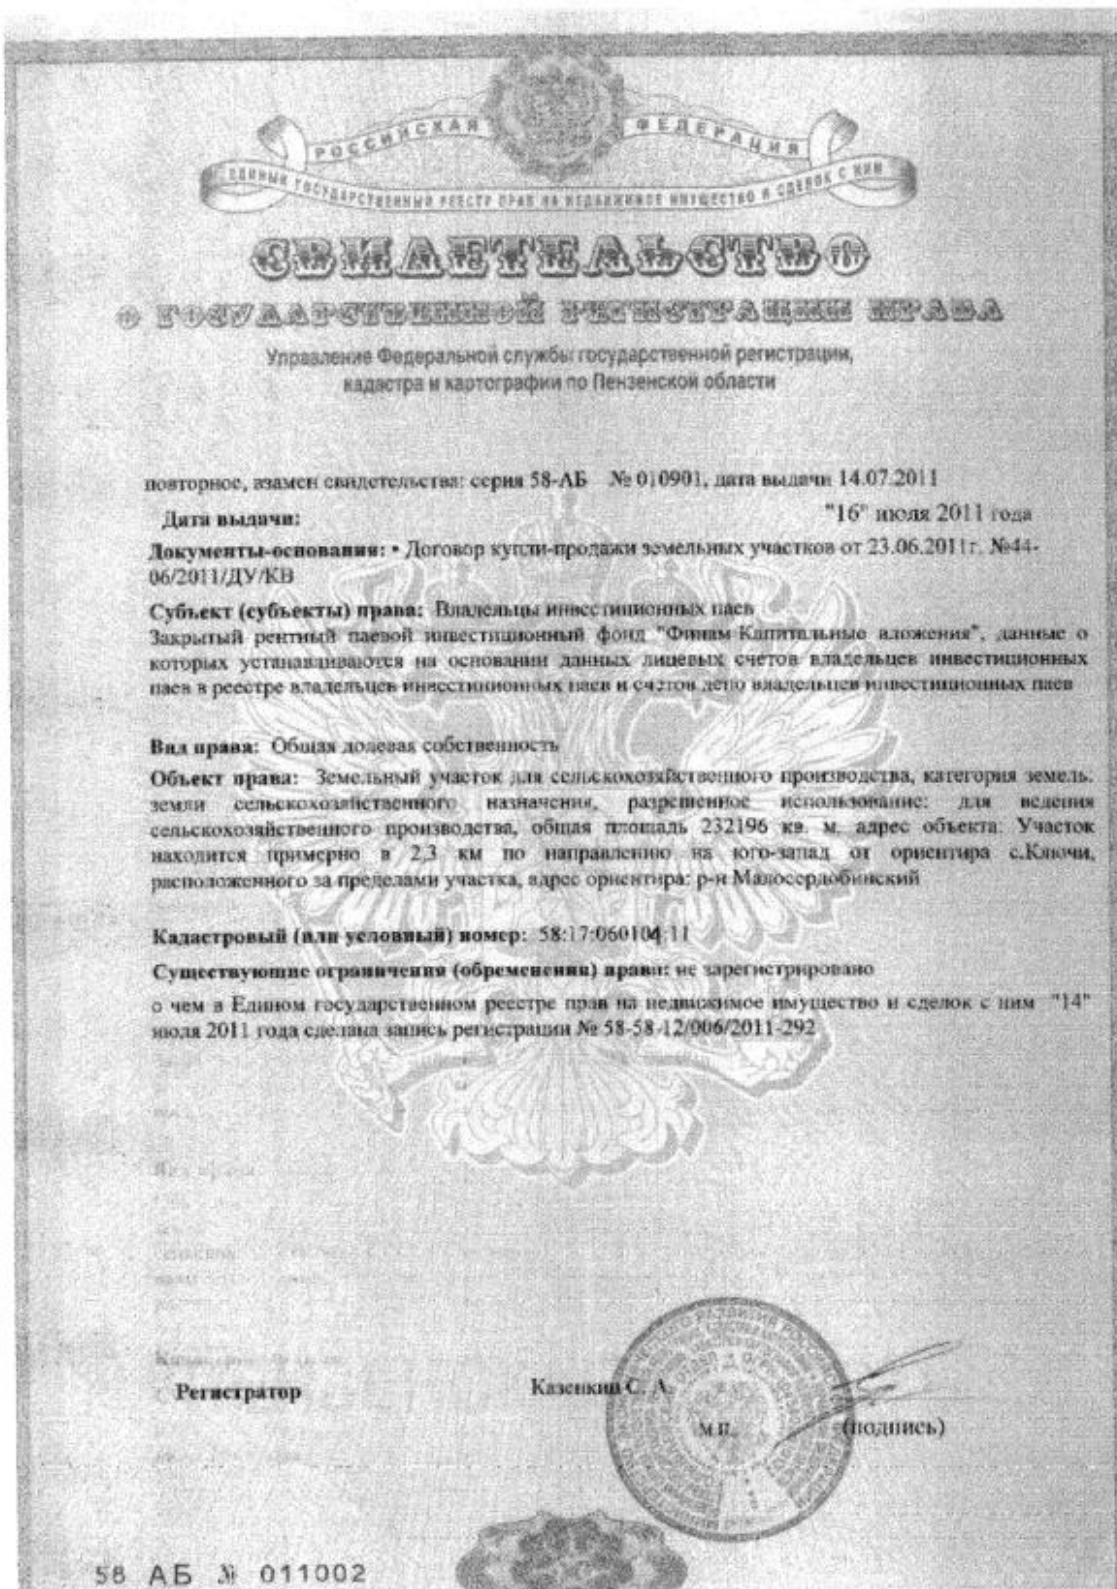 РОССИЙСКАЯ ФЕДЕРАЦИЯ
ЕДИНЫЙ ГОСУДАРСТВЕННЫЙ РЕЕСТР ПРАВ НА НЕДВИЖИМОЕ ИМУЩЕСТВО И СДЕЛОК С НИМ
СВИДЕТЕЛЬСТВО
О ГОСУДАРСТВЕННОЙ РЕГИСТРАЦИИ ПРАВА
Управление Федеральной службы государственной регистрации,
кадастра и картографии по Пензенской области
повторное, взамен свидетельства: серия 58-АБ № 010901, дата выдачи 14.07.2011
Дата выдачи: "16" июля 2011 года
Документы-основания: • Договор купли-продажи земельных участков от 23.06.2011г. №44-
06/2011/ДУ/КВ
Субъект (субъекты) права: Владельцы инвестиционных паев
Закрытый рентный паевой инвестиционный фонд "Финам-Капитальные вложения", данные о
которых устанавливаются на основании данных лицевых счетов владельцев инвестиционных
паев в реестре владельцев инвестиционных паев и счетов депо владельцев инвестиционных паев
Вид права: Общая долевая собственность
Объект права: Земельный участок для сельскохозяйственного производства, категория земель:
земли сельскохозяйственного назначения, разрешенное использование: для ведения
сельскохозяйственного производства, общая площадь 232196 кв. м, адрес объекта: Участок
находится примерно в 2,3 км по направлению на юго-запад от ориентира с.Ключи,
расположенного за пределами участка, адрес ориентира: р-н Малосердобинский
Кадастровый (или условный) номер: 58:17:060104:11
Существующие ограничения (обременения) права: не зарегистрировано
о чем в Едином государственном реестре прав на недвижимое имущество и сделок с ним "14"
июля 2011 года сделана запись регистрации № 58-58-12/006/2011-292
Регистратор Казенкин С. А.
М.П. (подпись)
58 АБ № 011002